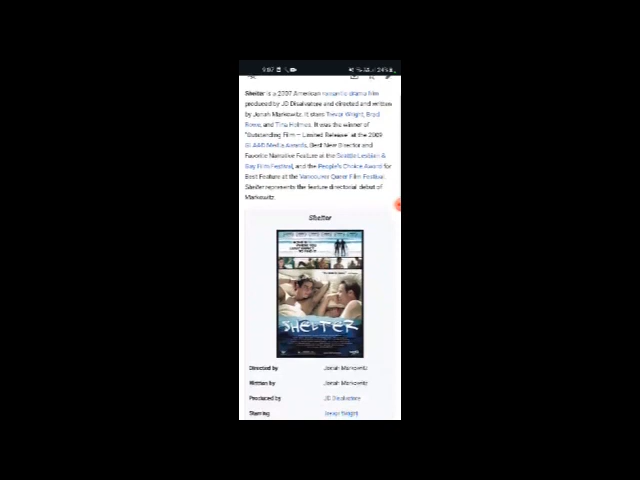 Shelter is a 2007 American romantic drama film
produced by JD Disalvatore and directed and written
by Jonah Markowitz. It stars Trevor Wright, Brad
Rowe, and Tina Holmes. It was the winner of
"Outstanding Film – Limited Release" at the 2009
GLAAD Media Awards, Best New Director and
Favorite Narrative Feature at the Seattle Lesbian &
Gay Film Festival, and the People's Choice Award for
Best Feature at the Vancouver Queer Film Festival.
Shelter represents the feature directorial debut of
Markowitz.
Shelter
SHELTER
Directed by Jonah Markowitz
Written by Jonah Markowitz
Produced by JD Disalvatore
Starring Trevor Wright